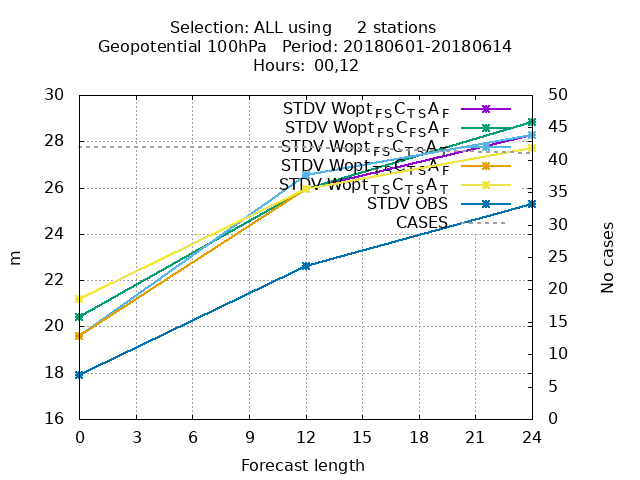 Selection: ALL using     2 stations
Geopotential 100hPa   Period: 20180601-20180614
Hours:  00,12
30
28
26
24
22
20
18
16
50
45
40
35
30
25
20
15
10
5
0
STDV Wopt FS C TS A F
STDV Wopt FS C FS A F
STDV Wopt FS C TS A T
STDV Wopt TS C TS A F
STDV Wopt TS C TS A T
STDV OBS
CASES
m
No cases
0 3 6 9 12 15 18 21 24
Forecast length